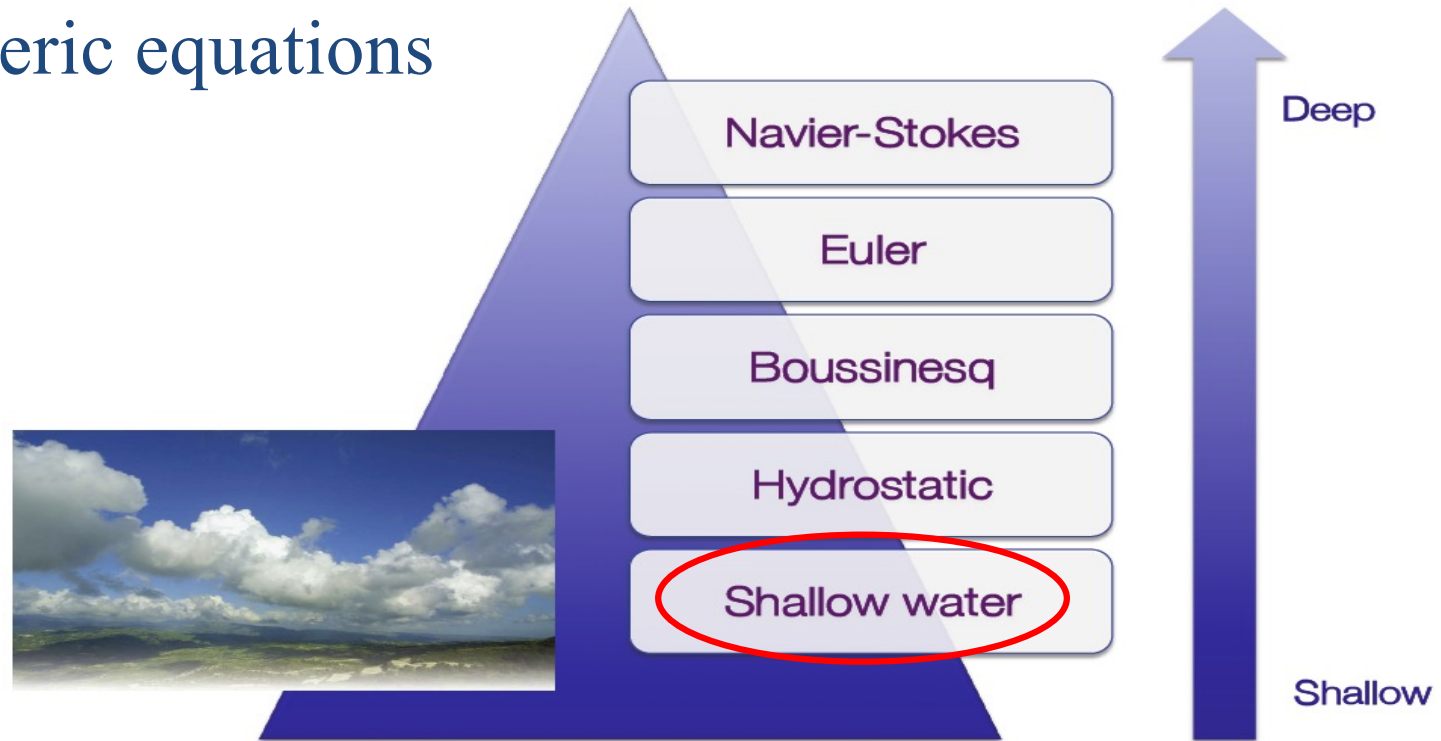 eric equations
Navier-Stokes
Euler
Boussinesq
Hydrostatic
Shallow water
Deep
Shallow